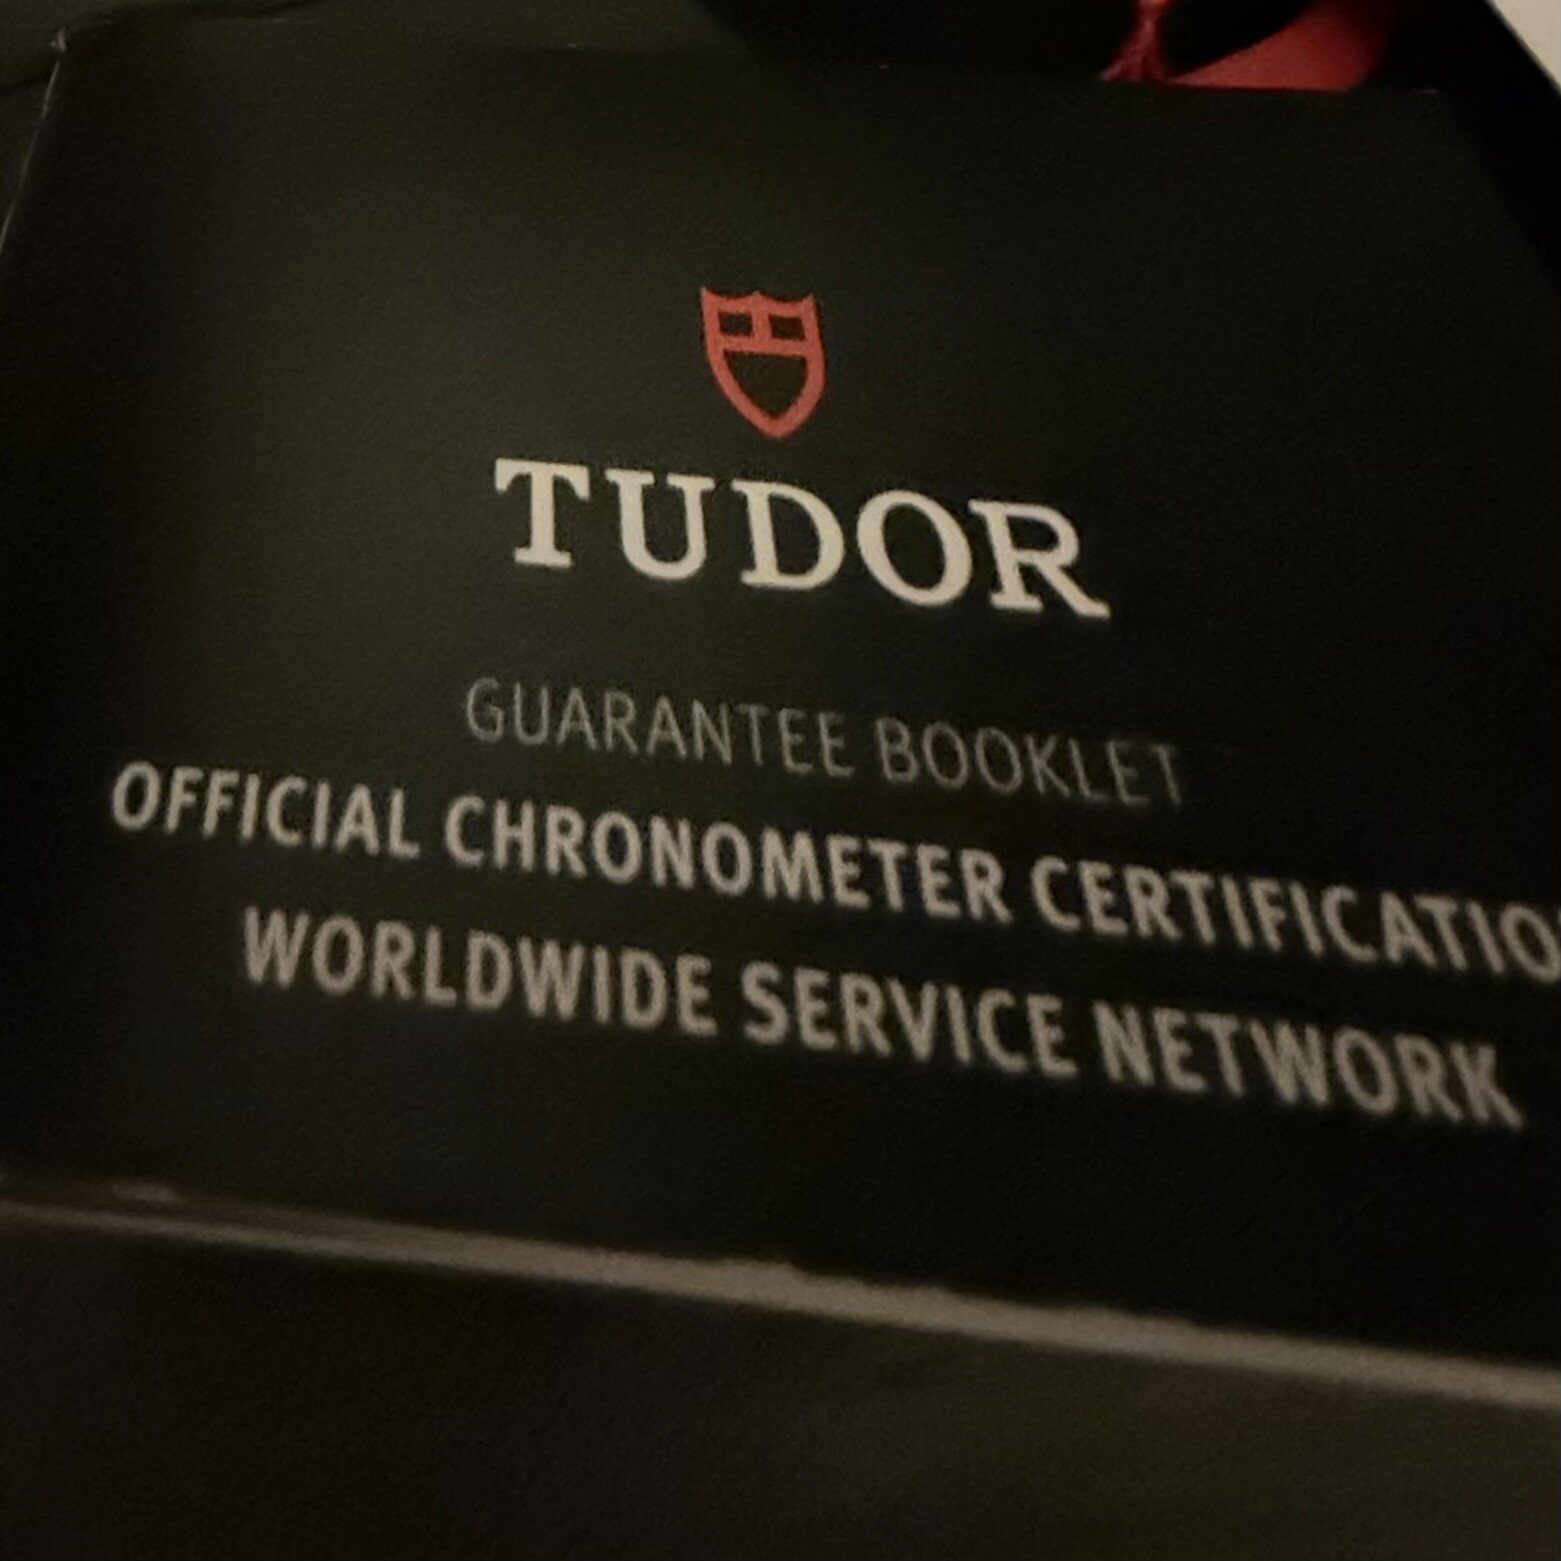 TUDOR
GUARANTEE BOOKLET
OFFICIAL CHRONOMETER CERTIFICATIO
WORLDWIDE SERVICE NETWORK